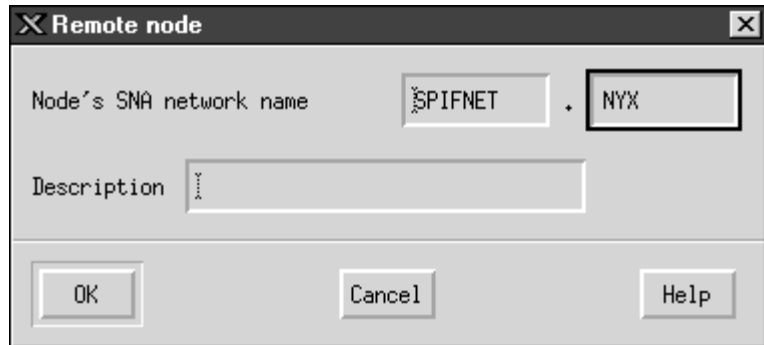 Remote node
Node's SNA network name SPIFNET . NYX
Description
OK Cancel Help